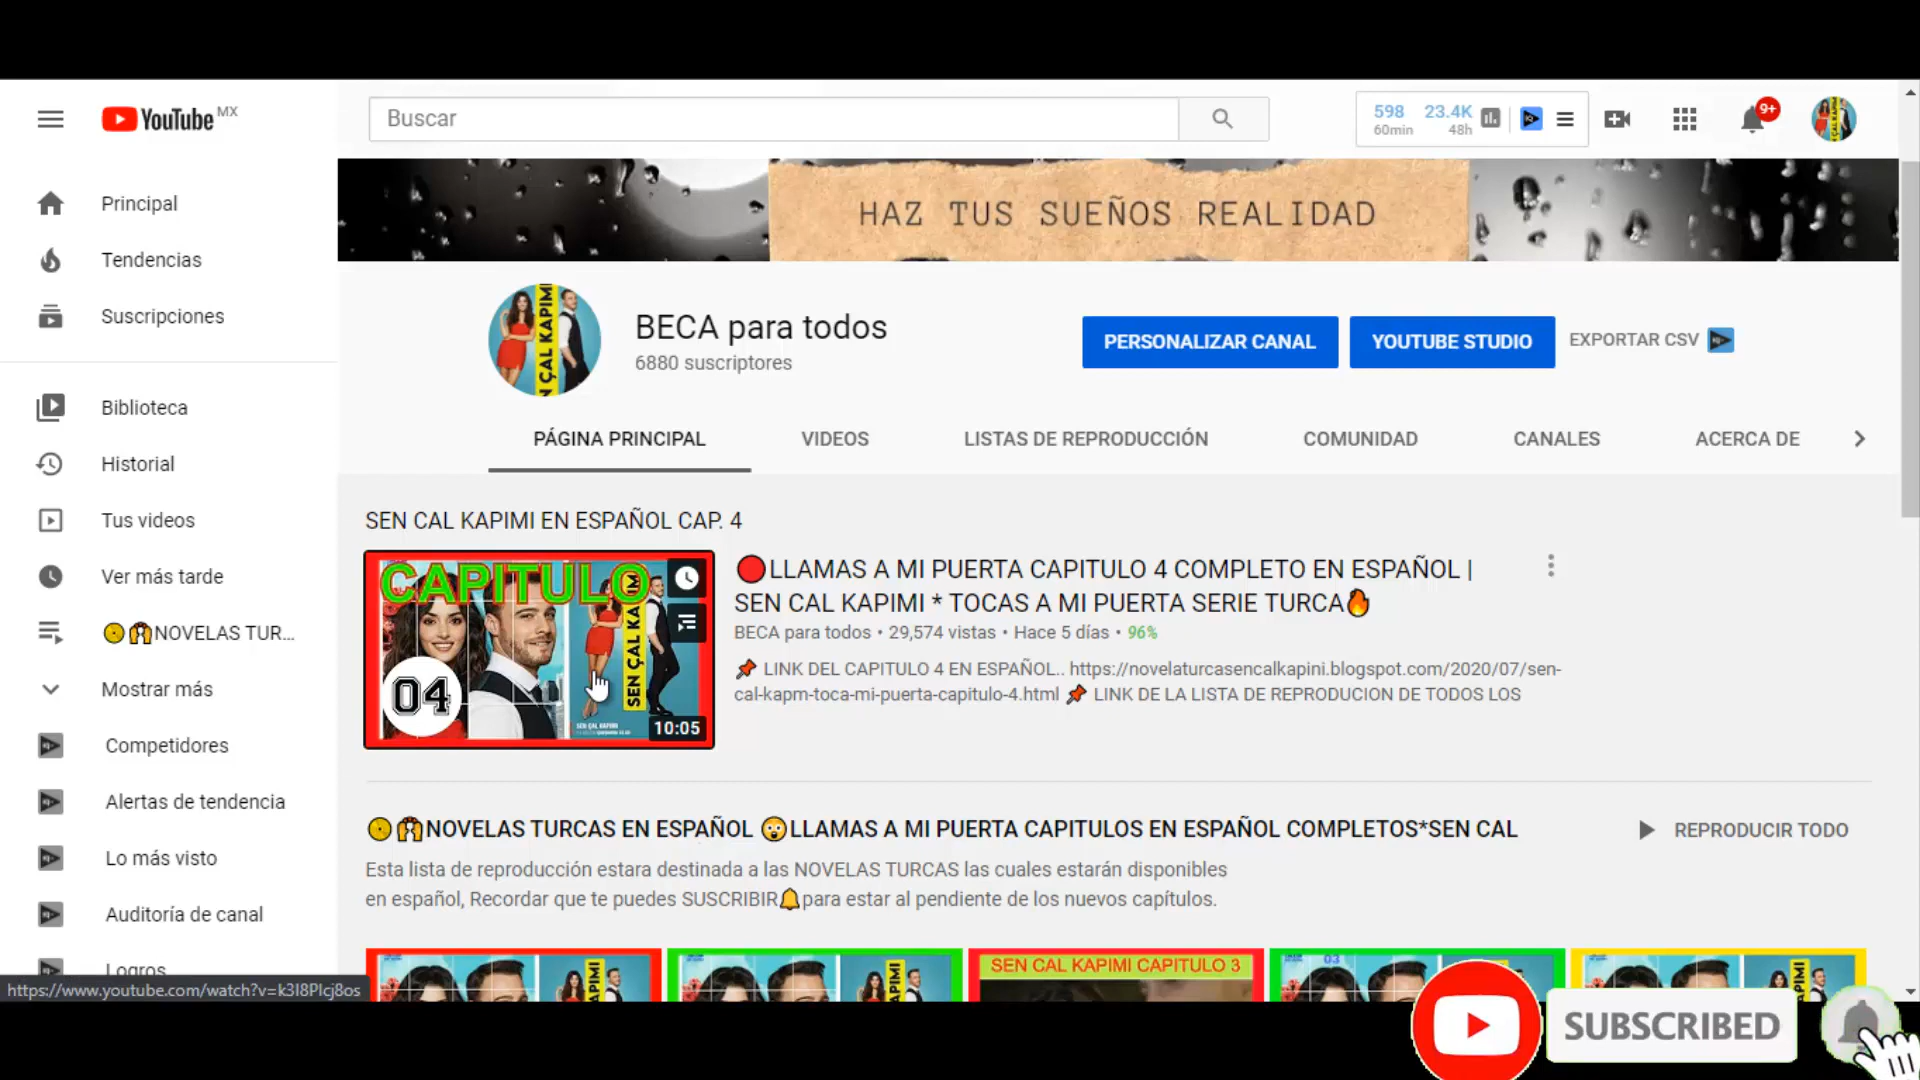 YouTube MX
Buscar
598 23.4K
60min 48h
9+
Principal
Tendencias
Suscripciones
Biblioteca
Historial
Tus videos
Ver más tarde
NOVELAS TUR...
Mostrar más
Competidores
Alertas de tendencia
Lo más visto
Auditoría de canal
Logros
https://www.youtube.com/watch?v=k3I8PIcj8os
HAZ TUS SUEÑOS REALIDAD
N ÇAL KAPIMI
BECA para todos
6880 suscriptores
PERSONALIZAR CANAL
YOUTUBE STUDIO
EXPORTAR CSV
PÁGINA PRINCIPAL VIDEOS LISTAS DE REPRODUCCIÓN COMUNIDAD CANALES ACERCA DE
SEN CAL KAPIMI EN ESPAÑOL CAP. 4
CAPITULO
04
SEN ÇAL KAPIMI
SEN ÇAL KAPIMI
10:05
🔴LLAMAS A MI PUERTA CAPITULO 4 COMPLETO EN ESPAÑOL |
SEN CAL KAPIMI * TOCAS A MI PUERTA SERIE TURCA🔥
BECA para todos • 29,574 vistas • Hace 5 días • 96%
📌 LINK DEL CAPITULO 4 EN ESPAÑOL.. https://novelaturcasencalkapini.blogspot.com/2020/07/sen-
cal-kapm-toca-mi-puerta-capitulo-4.html 📌 LINK DE LA LISTA DE REPRODUCCION DE TODOS LOS
NOVELAS TURCAS EN ESPAÑOL 😲LLAMAS A MI PUERTA CAPITULOS EN ESPAÑOL COMPLETOS*SEN CAL
REPRODUCIR TODO
Esta lista de reproducción estara destinada a las NOVELAS TURCAS las cuales estarán disponibles
en español, Recordar que te puedes SUSCRIBIR🔔para estar al pendiente de los nuevos capítulos.
APIMI
APIMI
SEN CAL KAPIMI CAPITULO 3
03
SUBSCRIBED